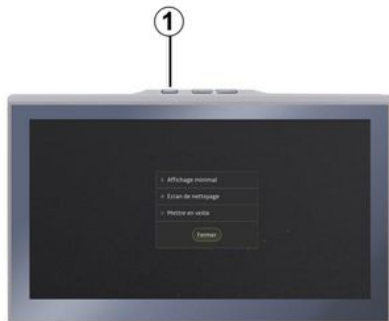 1
Affichage minimal
Ecran de nettoyage
Mettre en veille
Fermer